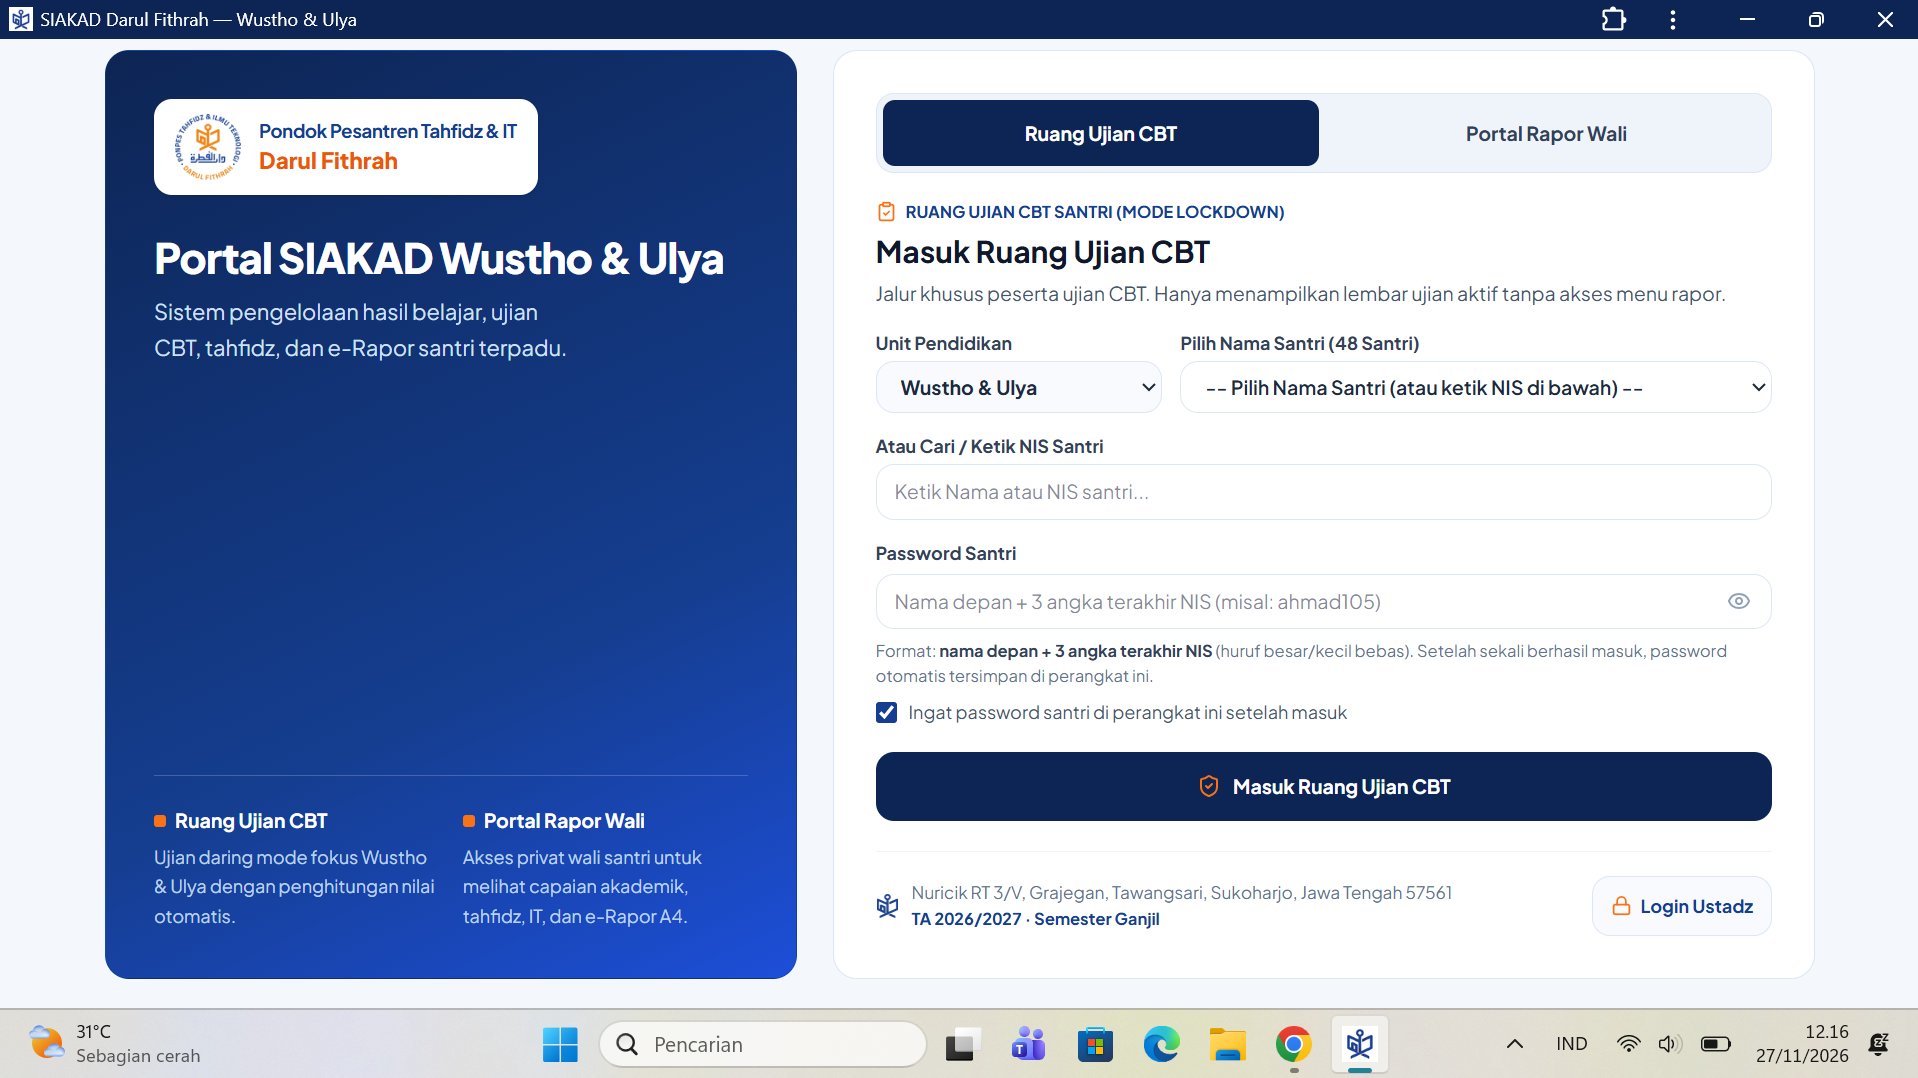 SIAKAD Darul Fithrah — Wustho & Ulya
PONPES TAHFIDZ & ILMU TEKNOLOGI
دار الفطرة
DARUL FITHRAH
Pondok Pesantren Tahfidz & IT
Darul Fithrah
Portal SIAKAD Wustho & Ulya
Sistem pengelolaan hasil belajar, ujian
CBT, tahfidz, dan e-Rapor santri terpadu.
Ruang Ujian CBT
Ujian daring mode fokus Wustho
& Ulya dengan penghitungan nilai
otomatis.
Portal Rapor Wali
Akses privat wali santri untuk
melihat capaian akademik,
tahfidz, IT, dan e-Rapor A4.
Ruang Ujian CBT
Portal Rapor Wali
RUANG UJIAN CBT SANTRI (MODE LOCKDOWN)
Masuk Ruang Ujian CBT
Jalur khusus peserta ujian CBT. Hanya menampilkan lembar ujian aktif tanpa akses menu rapor.
Unit Pendidikan
Wustho & Ulya
Pilih Nama Santri (48 Santri)
-- Pilih Nama Santri (atau ketik NIS di bawah) --
Atau Cari / Ketik NIS Santri
Ketik Nama atau NIS santri...
Password Santri
Nama depan + 3 angka terakhir NIS (misal: ahmad105)
Format: nama depan + 3 angka terakhir NIS (huruf besar/kecil bebas). Setelah sekali berhasil masuk, password
otomatis tersimpan di perangkat ini.
Ingat password santri di perangkat ini setelah masuk
Masuk Ruang Ujian CBT
Nuricik RT 3/V, Grajegan, Tawangsari, Sukoharjo, Jawa Tengah 57561
TA 2026/2027 · Semester Ganjil
Login Ustadz
31°C
Sebagian cerah
Pencarian
IND
12.16
27/11/2026